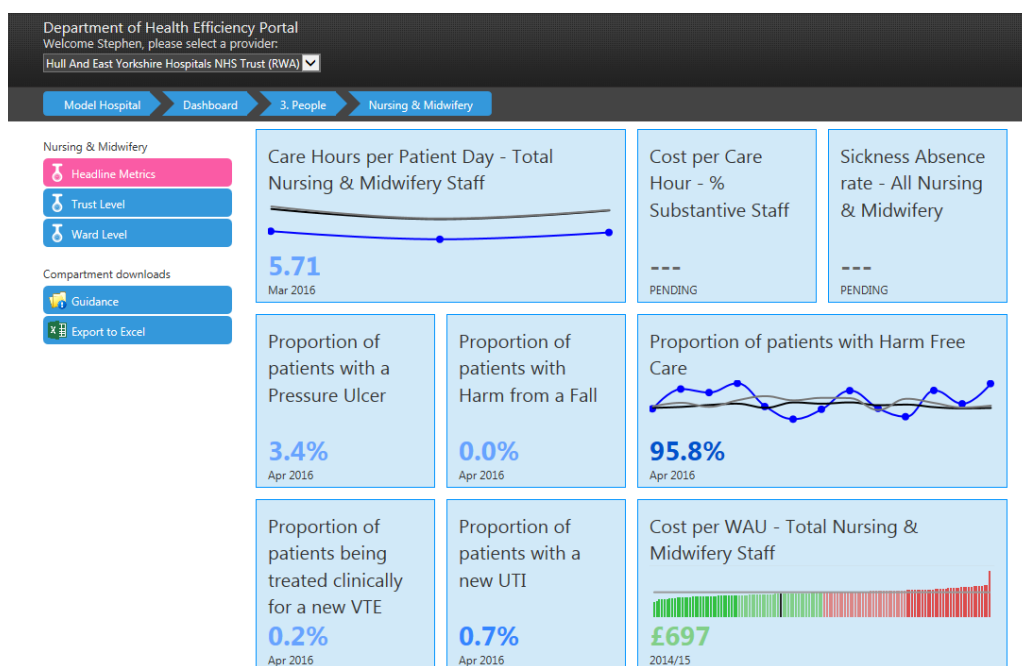 Department of Health Efficiency Portal
Welcome Stephen, please select a provider:
Hull And East Yorkshire Hospitals NHS Trust (RWA)
Model Hospital
Dashboard
3. People
Nursing & Midwifery
Nursing & Midwifery
Headline Metrics
Trust Level
Ward Level
Compartment downloads
Guidance
Export to Excel
Care Hours per Patient Day - Total
Nursing & Midwifery Staff
5.71
Mar 2016
Cost per Care
Hour - %
Substantive Staff
---
PENDING
Sickness Absence
rate - All Nursing
& Midwifery
---
PENDING
Proportion of
patients with a
Pressure Ulcer
3.4%
Apr 2016
Proportion of
patients with
Harm from a Fall
0.0%
Apr 2016
Proportion of patients with Harm Free
Care
95.8%
Apr 2016
Proportion of
patients being
treated clinically
for a new VTE
0.2%
Apr 2016
Proportion of
patients with a
new UTI
0.7%
Apr 2016
Cost per WAU - Total Nursing &
Midwifery Staff
£697
2014/15